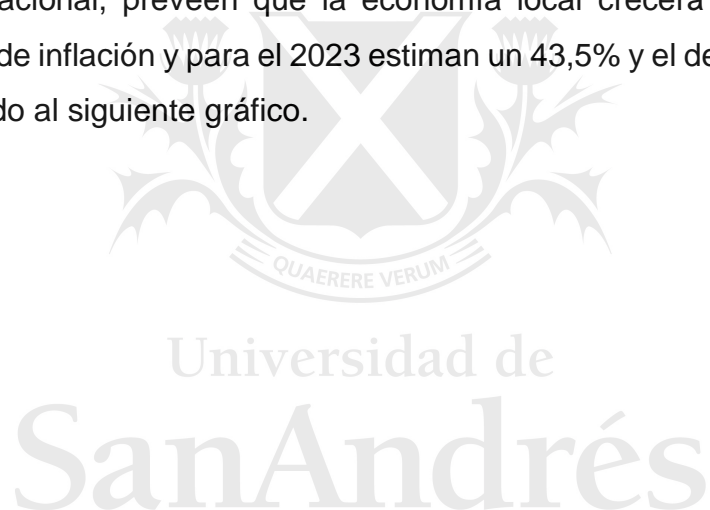 acional, preveen que la economía local crecerá
de inflación y para el 2023 estiman un 43,5% y el de
do al siguiente gráfico.
QUAERERE VERUM
Universidad de
SanAndrés